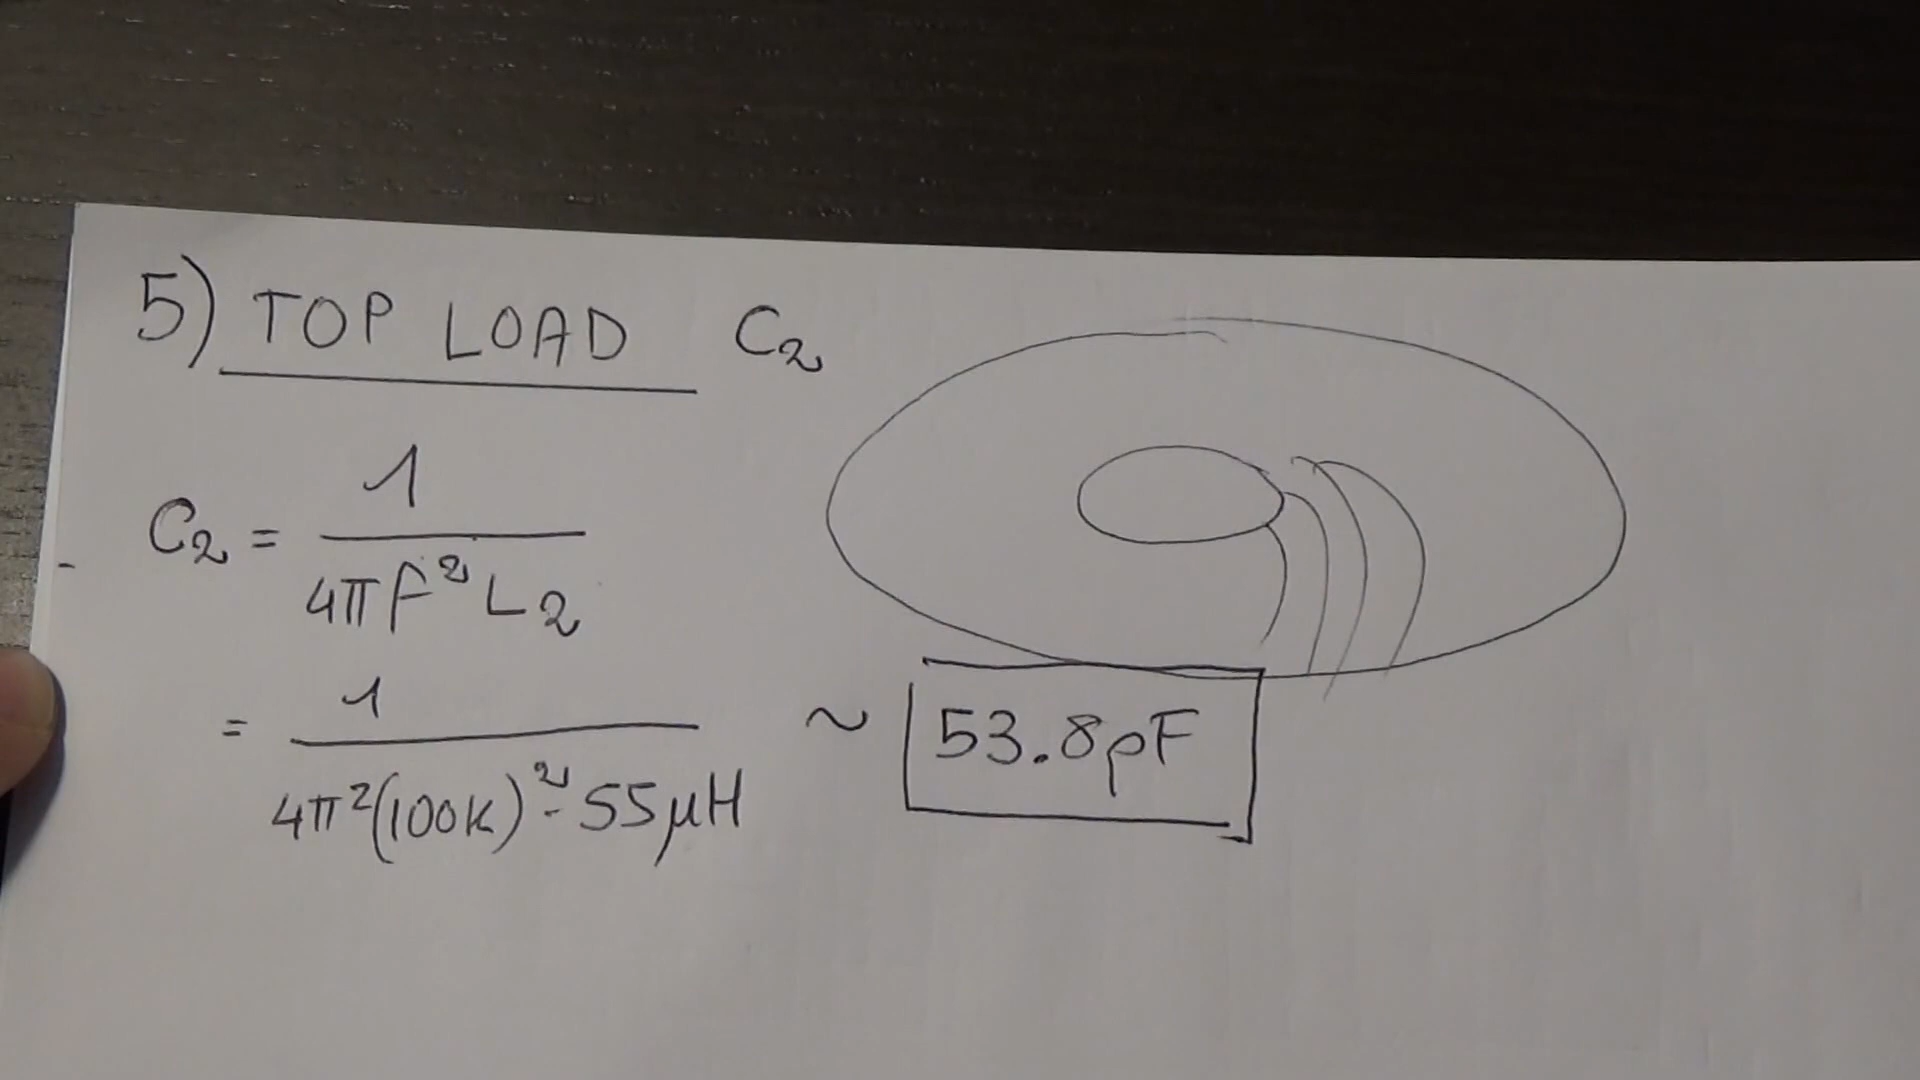 5) TOP LOAD C₂
C₂ = 1 / 4πf²L₂
= 1 / 4π²(100K)²·55μH ~ 53.8pF